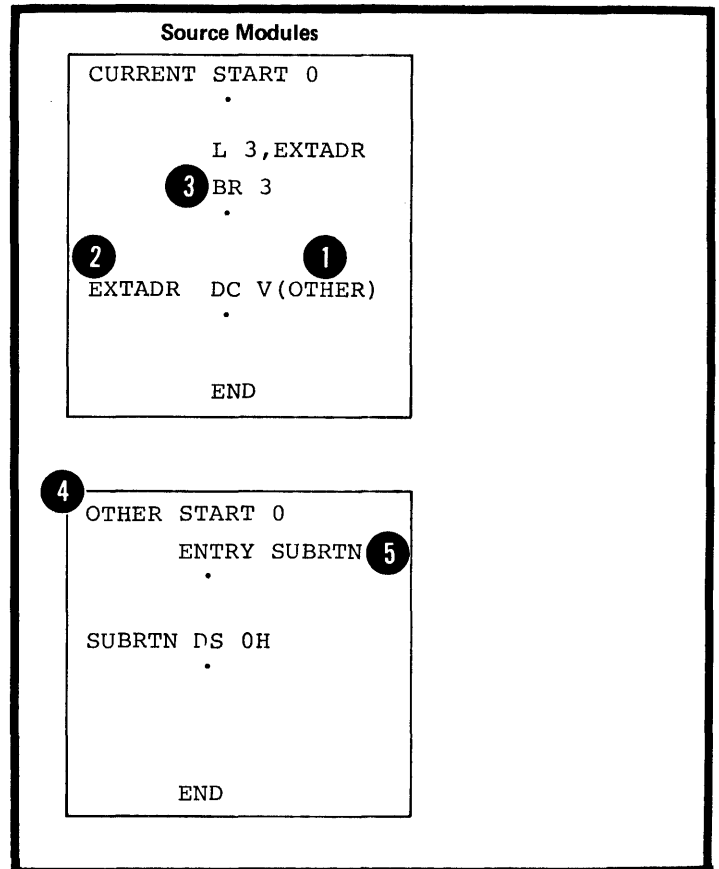 Source Modules
CURRENT START 0
L 3,EXTADR
3 BR 3
2 1
EXTADR DC V(OTHER)
END
4
OTHER START 0
ENTRY SUBRTN 5
SUBRTN DS 0H
END